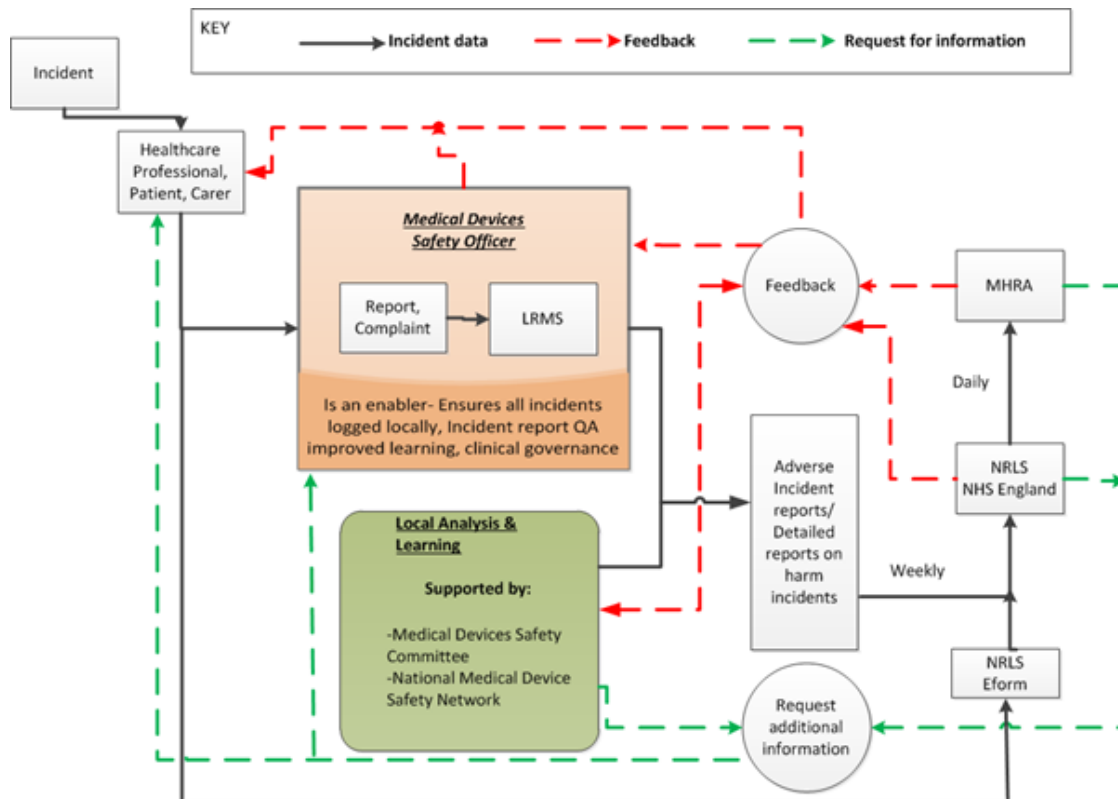 KEY
Incident data
Feedback
Request for information
Incident
Healthcare
Professional,
Patient, Carer
Medical Devices
Safety Officer
Report,
Complaint
LRMS
Is an enabler- Ensures all incidents
logged locally, Incident report QA
improved learning, clinical governance
Feedback
MHRA
Daily
NRLS
NHS England
Adverse
Incident
reports/
Detailed
reports on
harm
incidents
Weekly
Local Analysis &
Learning
Supported by:
-Medical Devices Safety
Committee
-National Medical Device
Safety Network
Request
additional
information
NRLS
Eform